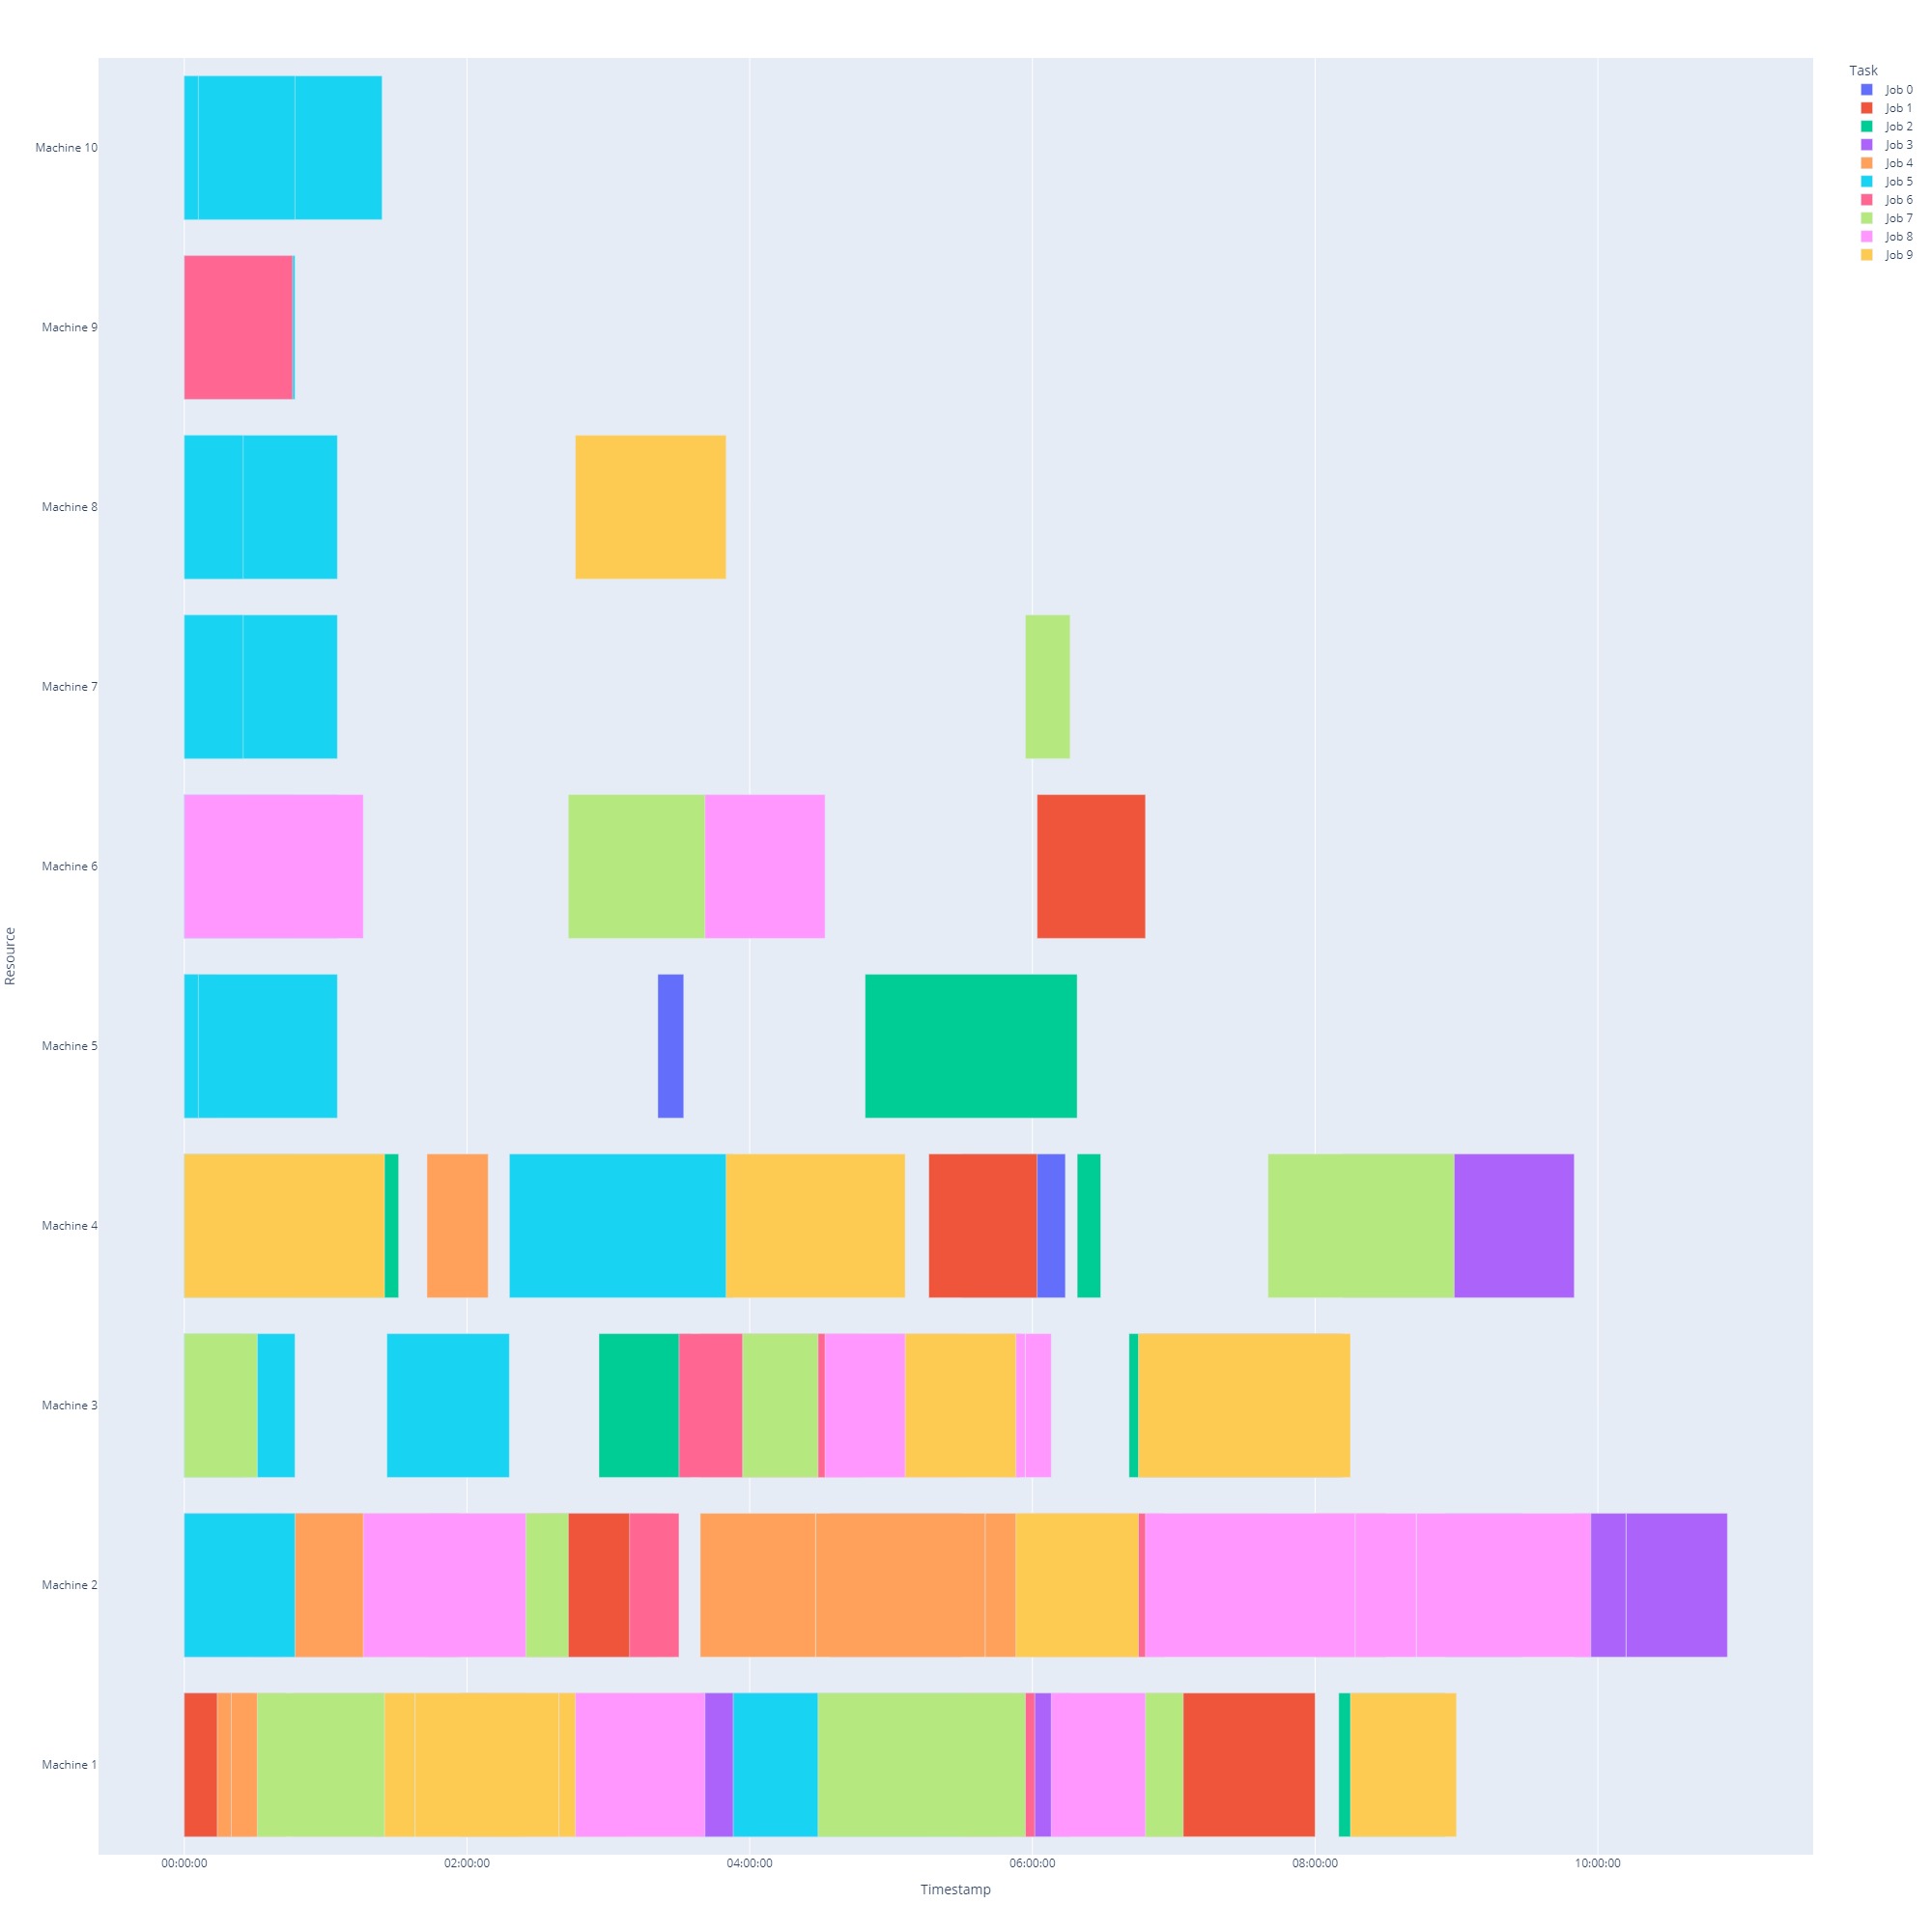 Task
Job 0
Job 1
Job 2
Job 3
Job 4
Job 5
Job 6
Job 7
Job 8
Job 9
Machine 10
Machine 9
Machine 8
Machine 7
Machine 6
Machine 5
Machine 4
Machine 3
Machine 2
Machine 1
Resource
00:00:00 02:00:00 04:00:00 06:00:00 08:00:00 10:00:00
Timestamp